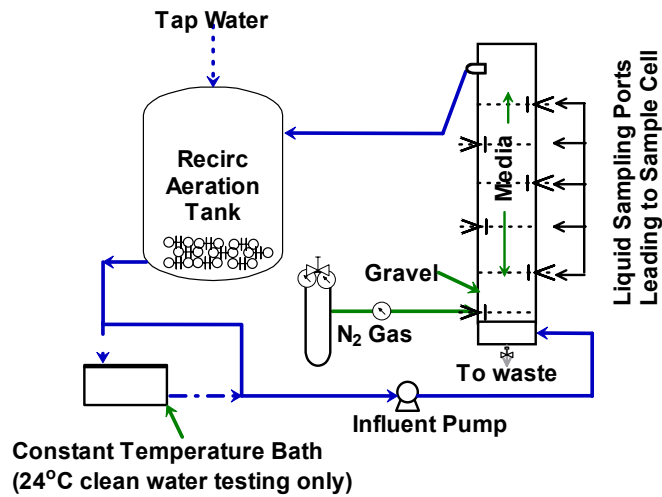 Tap Water
Recirc
Aeration
Tank
Media
Liquid Sampling Ports
Leading to Sample Cell
Gravel
N₂ Gas
To waste
Influent Pump
Constant Temperature Bath
(24°C clean water testing only)